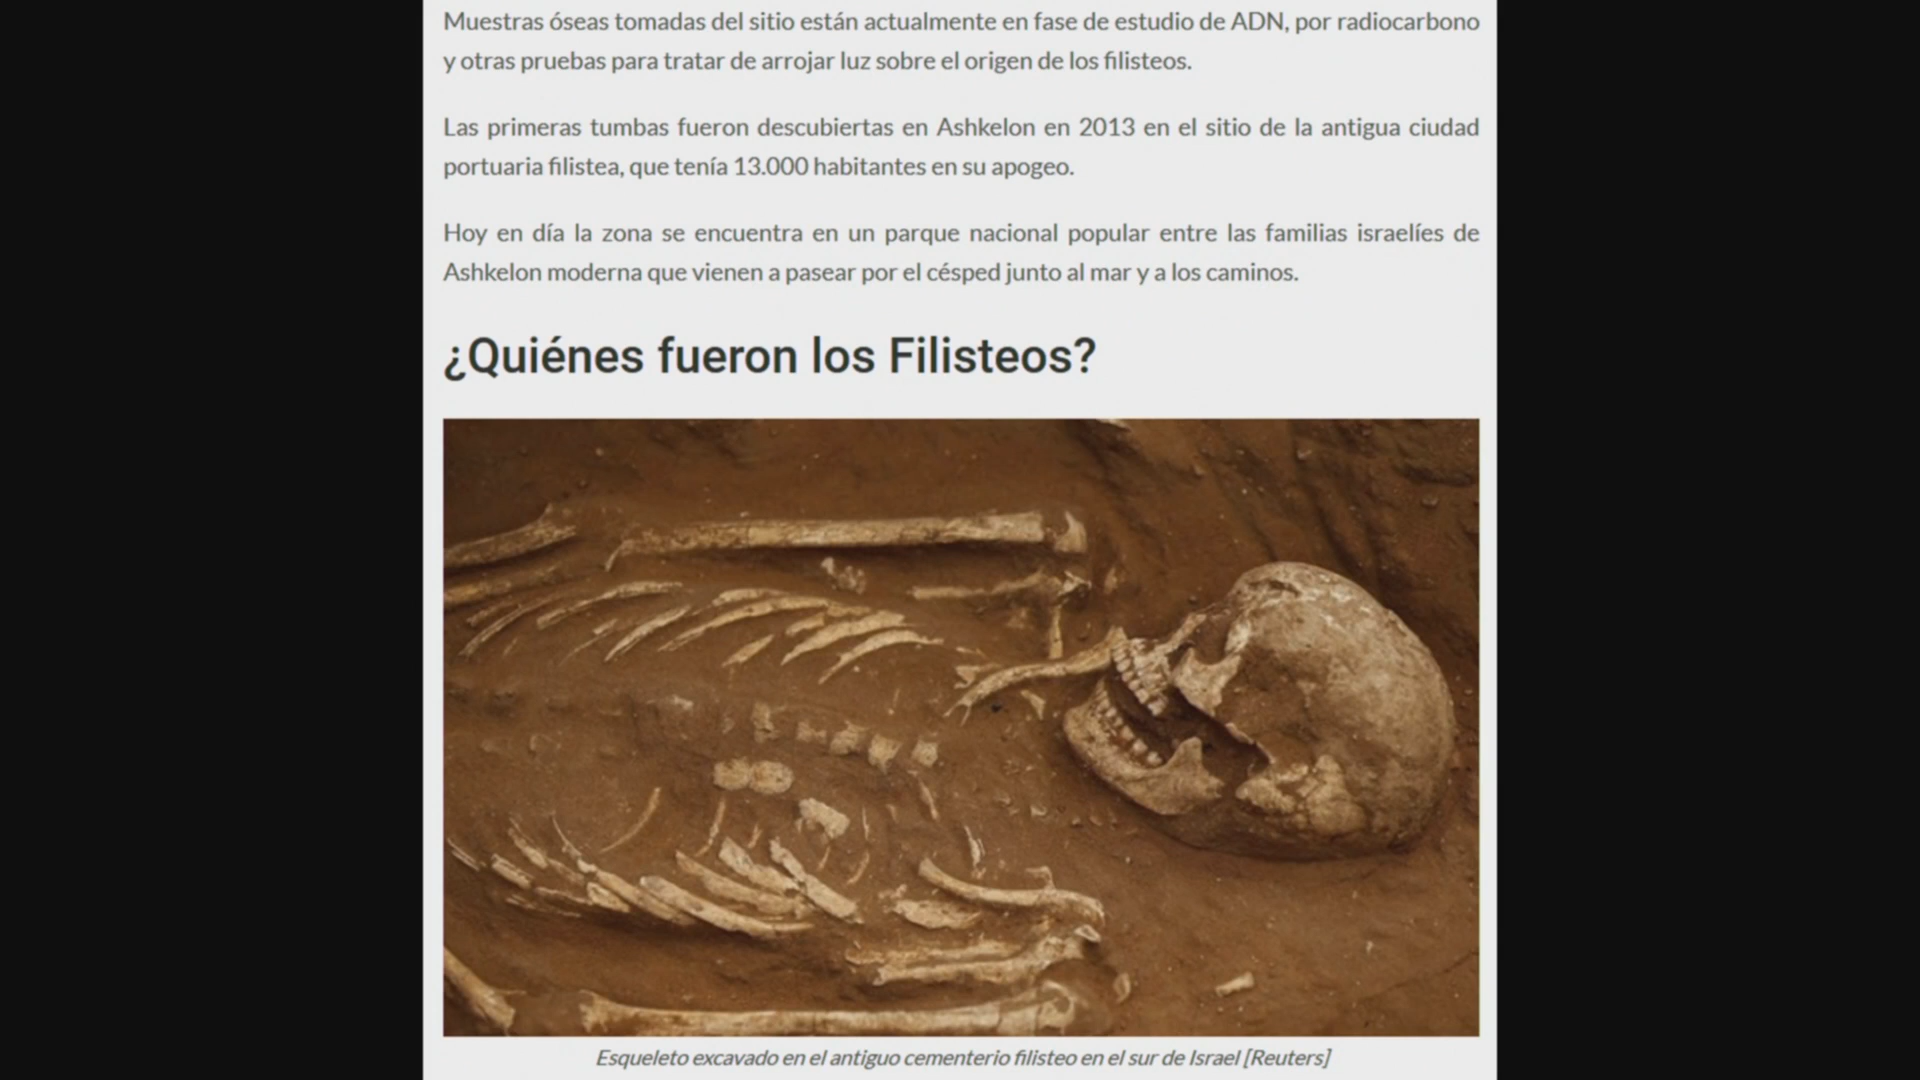 Muestras óseas tomadas del sitio están actualmente en fase de estudio de ADN, por radiocarbono
y otras pruebas para tratar de arrojar luz sobre el origen de los filisteos.
Las primeras tumbas fueron descubiertas en Ashkelon en 2013 en el sitio de la antigua ciudad
portuaria filistea, que tenía 13.000 habitantes en su apogeo.
Hoy en día la zona se encuentra en un parque nacional popular entre las familias israelíes de
Ashkelon moderna que vienen a pasear por el césped junto al mar y a los caminos.
¿Quiénes fueron los Filisteos?
Esqueleto excavado en el antiguo cementerio filisteo en el sur de Israel [Reuters]